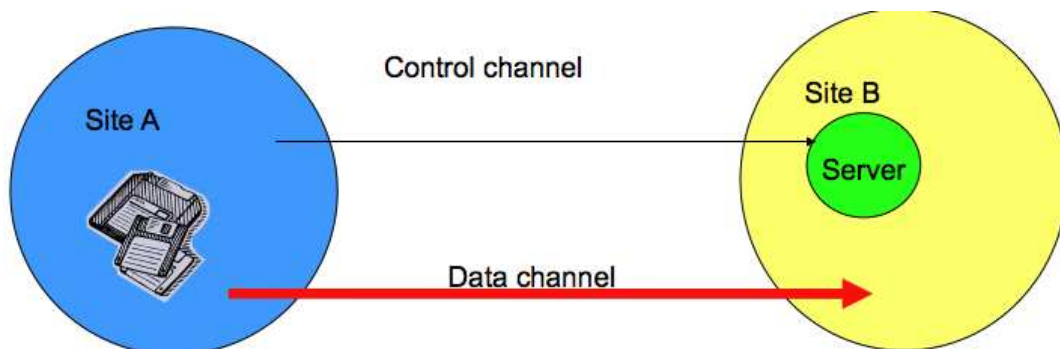 Control channel
Site A
Site B
Server
Data channel